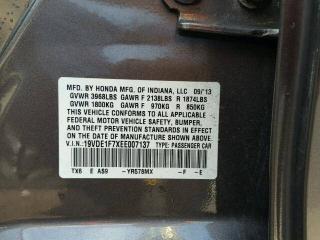 MFD. BY HONDA MFG. OF INDIANA, LLC 09/13
GVWR 3968LBS GAWR F 2138LBS R 1874LBS
GVWR 1800KG GAWR F 970KG R 850KG
THIS VEHICLE CONFORMS TO ALL APPLICABLE
FEDERAL MOTOR VEHICLE SAFETY, BUMPER,
AND THEFT PREVENTION STANDARDS IN
EFFECT ON THE DATE OF MANUFACTURE
SHOWN ABOVE.
V.I.N.: 19VDE1F7XEE007137 TYPE: PASSENGER CAR
TX6 E AS9 -YR578MX -F -E